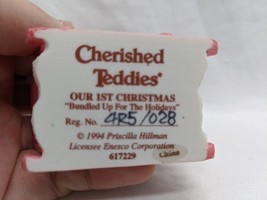 Cherished
Teddies®
OUR 1ST CHRISTMAS
"Bundled Up For The Holidays"
Reg. No. 4R5/028
© 1994 Priscilla Hillman
Licensee Enesco Corporation
617229
China